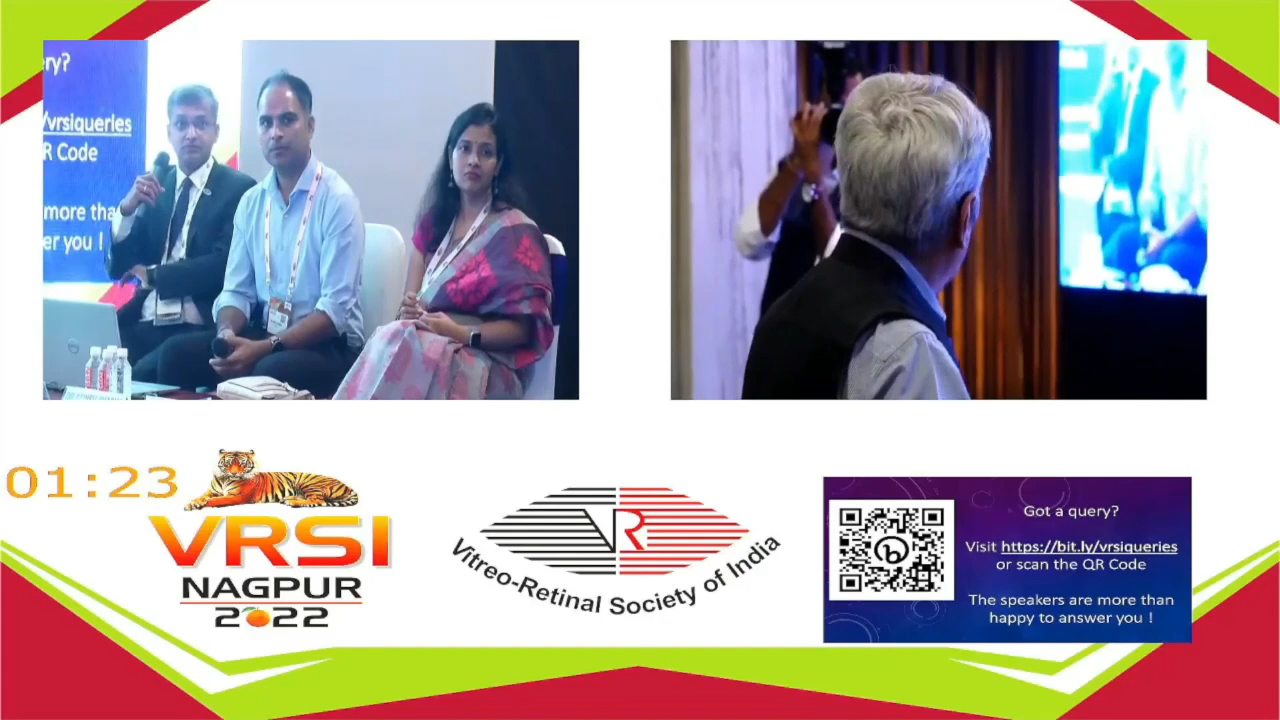 ery?
/vrsiqueries
R Code
more tha
er you !
01:23
VRSI
NAGPUR
2022
VR
Vitreo-Retinal Society of India
Got a query?
Visit https://bit.ly/vrsiqueries
or scan the QR Code
The speakers are more than
happy to answer you !